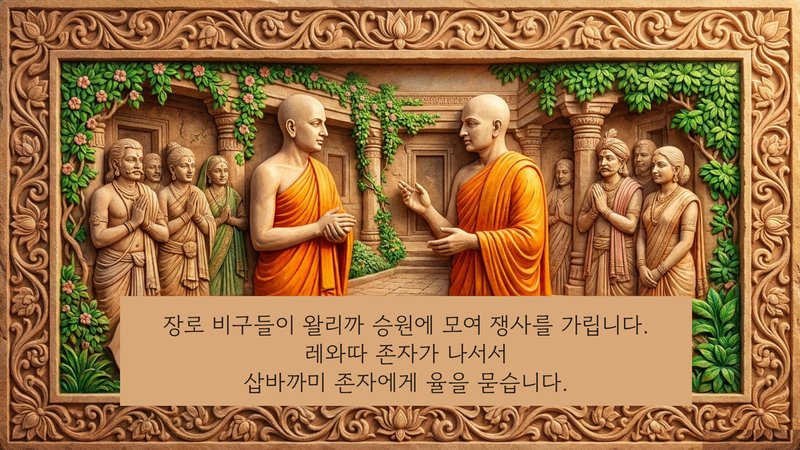 장로 비구들이 왈리까 승원에 모여 쟁사를 가립니다.
레와따 존자가 나서서
삽바까미 존자에게 율을 묻습니다.